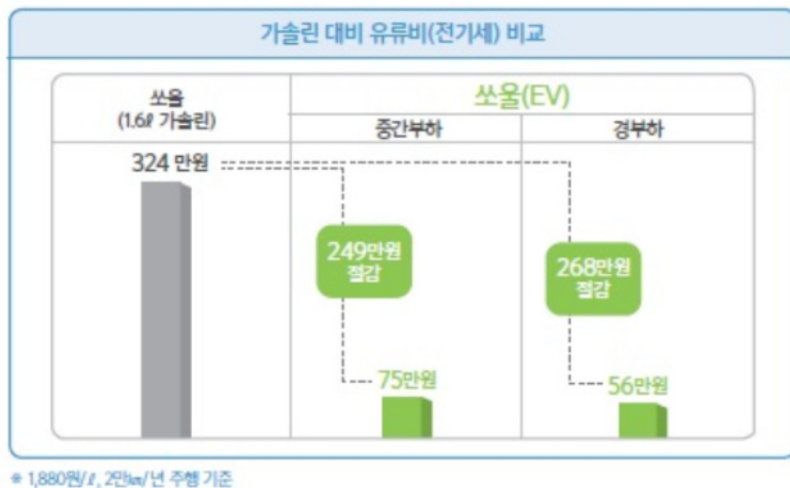 가솔린 대비 유류비(전기세) 비교
쏘울
(1.6ℓ 가솔린)
쏘울(EV)
중간부하
경부하
324 만원
249만원
절감
268만원
절감
75만원
56만원
※ 1,880원/ℓ, 2만㎞/년 주행 기준